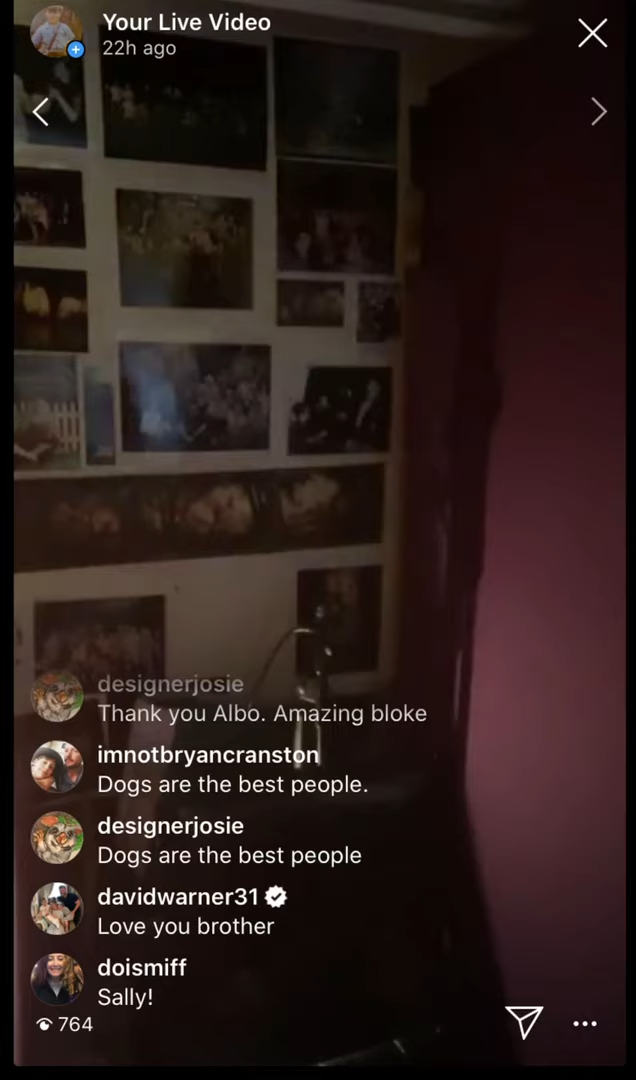 Your Live Video
22h ago
designerjosie
Thank you Albo. Amazing bloke
imnotbryancranston
Dogs are the best people.
designerjosie
Dogs are the best people
davidwarner31
Love you brother
doismiff
Sally!
764